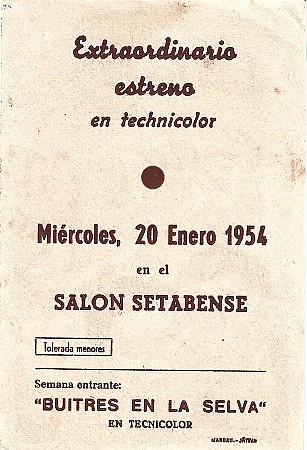 Extraordinario
estreno
en technicolor
Miércoles, 20 Enero 1954
en el
SALON SETABENSE
Tolerada menores
Semana entrante:
"BUITRES EN LA SELVA"
EN TECNICOLOR